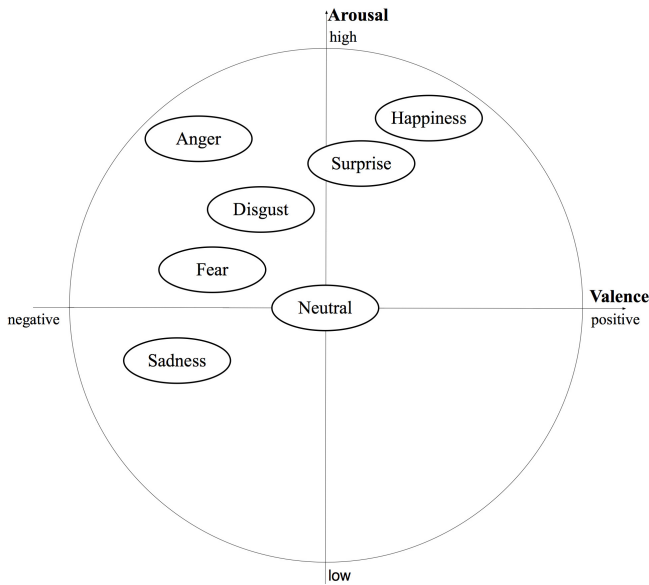 Arousal
high
Happiness
Anger
Surprise
Disgust
Fear
Valence
Neutral
negative
positive
Sadness
low